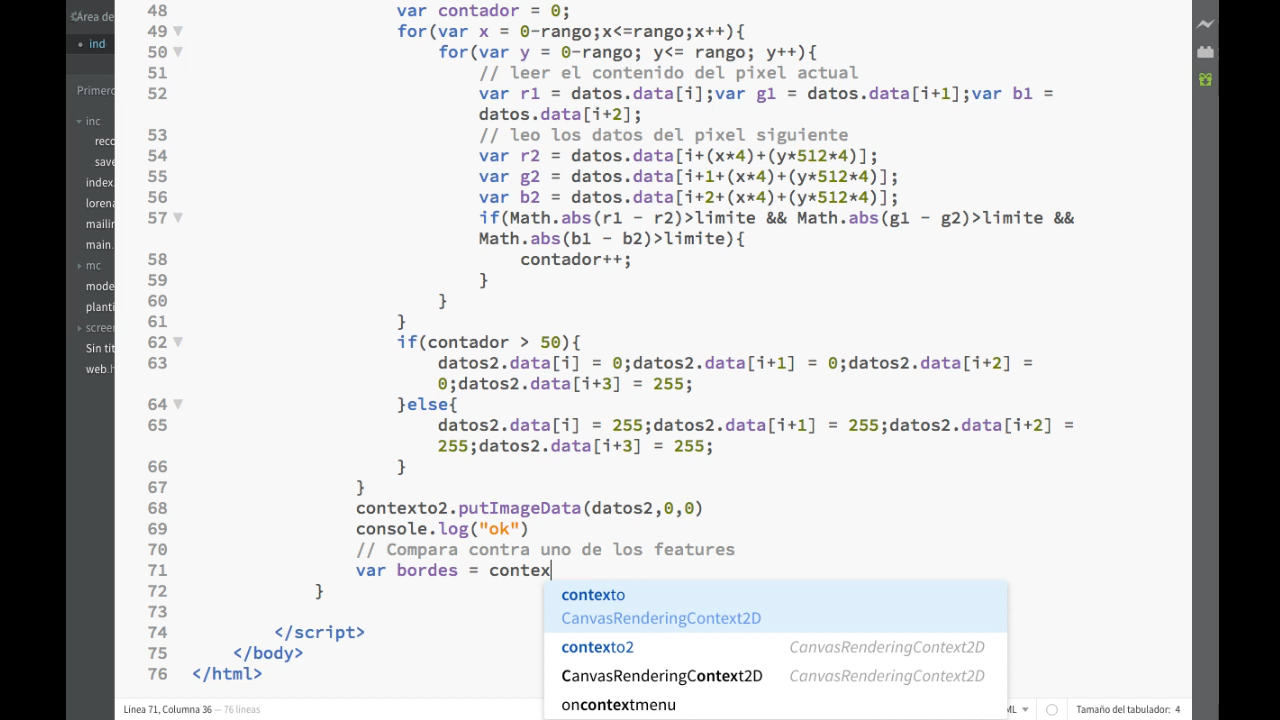 Área de
ind
Primero
inc
reco
save
index.
lorena
mailin
main.
mc
mode
planti
screen
Sin tit
web.h
48 var contador = 0;
49 for(var x = 0-rango;x<=rango;x++){
50 for(var y = 0-rango; y<= rango; y++){
51 // leer el contenido del pixel actual
52 var r1 = datos.data[i];var g1 = datos.data[i+1];var b1 =
datos.data[i+2];
53 // leo los datos del pixel siguiente
54 var r2 = datos.data[i+(x*4)+(y*512*4)];
55 var g2 = datos.data[i+1+(x*4)+(y*512*4)];
56 var b2 = datos.data[i+2+(x*4)+(y*512*4)];
57 if(Math.abs(r1 - r2)>limite && Math.abs(g1 - g2)>limite &&
Math.abs(b1 - b2)>limite){
58 contador++;
59 }
60 }
61 }
62 if(contador > 50){
63 datos2.data[i] = 0;datos2.data[i+1] = 0;datos2.data[i+2] =
0;datos2.data[i+3] = 255;
64 }else{
65 datos2.data[i] = 255;datos2.data[i+1] = 255;datos2.data[i+2] =
255;datos2.data[i+3] = 255;
66 }
67 }
68 contexto2.putImageData(datos2,0,0)
69 console.log("ok")
70 // Compara contra uno de los features
71 var bordes = contex
72 }
73
74 </script>
75 </body>
76 </html>
contexto
CanvasRenderingContext2D
contexto2 CanvasRenderingContext2D
CanvasRenderingContext2D CanvasRenderingContext2D
oncontextmenu
Línea 71, Columna 36 — 76 líneas
ML Tamaño del tabulador: 4